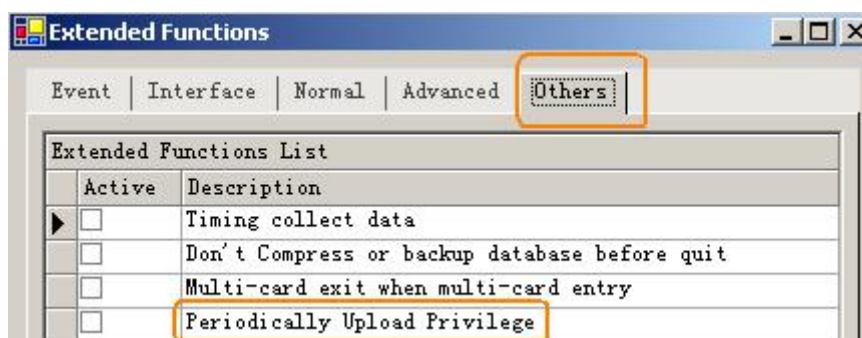 Extended Functions
Event | Interface | Normal | Advanced | Others
Extended Functions List
Active Description
Timing collect data
Don't Compress or backup database before quit
Multi-card exit when multi-card entry
Periodically Upload Privilege